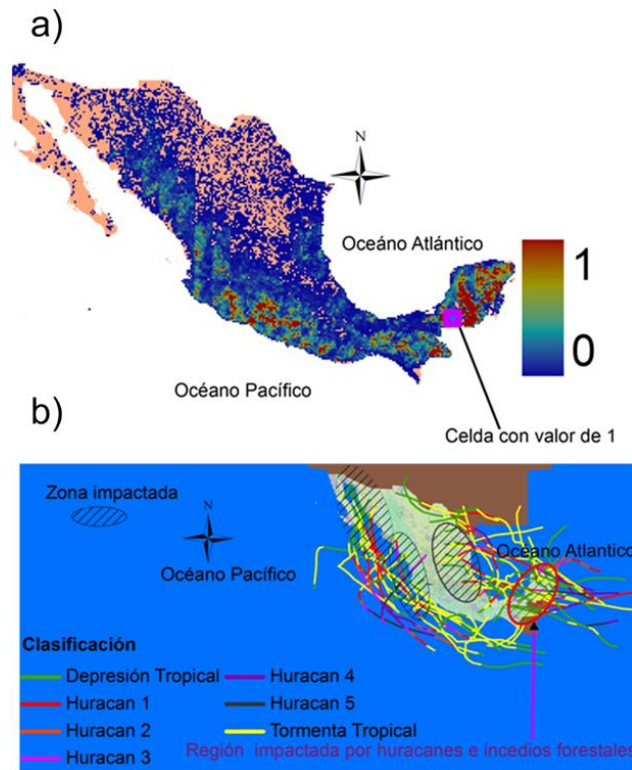 a)
N
Oceáno Atlántico
1
0
Océano Pacífico
Celda con valor de 1
b)
Zona impactada
N
Océano Pacífico
Oceano Atlantico
Clasificación
Depresión Tropical
Huracan 4
Huracan 1
Huracan 5
Huracan 2
Tormenta Tropical
Huracan 3
Región impactada por huracanes e incedios forestales